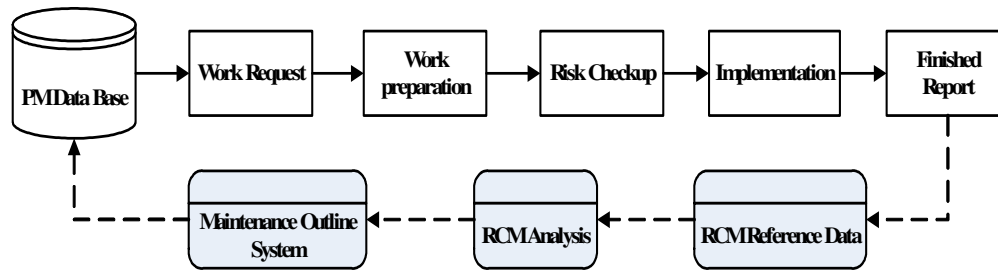 PM Data Base
Work Request
Work
preparation
Risk Checkup
Implementation
Finished
Report
Maintenance Outline
System
RCM Analysis
RCM Reference Data